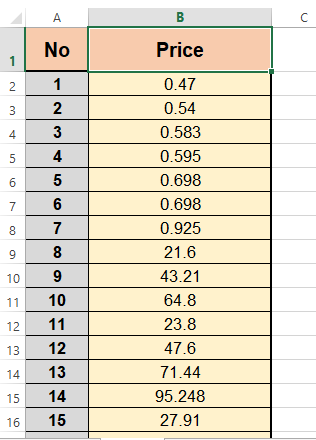 A B C
1 No Price
2 1 0.47
3 2 0.54
4 3 0.583
5 4 0.595
6 5 0.698
7 6 0.698
8 7 0.925
9 8 21.6
10 9 43.21
11 10 64.8
12 11 23.8
13 12 47.6
14 13 71.44
15 14 95.248
16 15 27.91